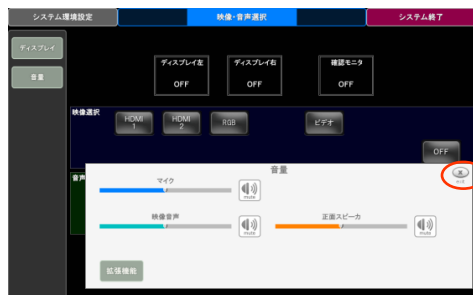 システム環境設定
映像・音声選択
システム終了
ディスプレイ
音量
ディスプレイ左
OFF
ディスプレイ右
OFF
確認モニタ
OFF
映像選択
HDMI
1
HDMI
2
RGB
ビデオ
OFF
音声
音量
マイク
mute
映像音声
mute
正面スピーカ
mute
拡張機能